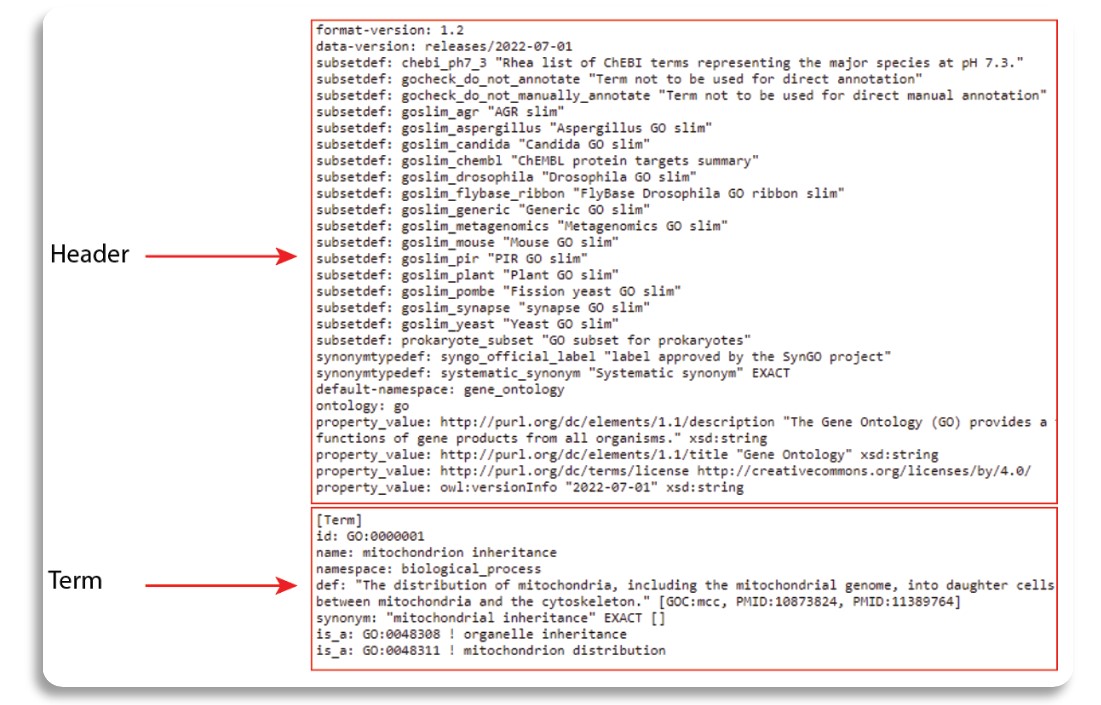 format-version: 1.2
data-version: releases/2022-07-01
subsetdef: chebi_ph7_3 "Rhea list of ChEBI terms representing the major species at pH 7.3."
subsetdef: gocheck_do_not_annotate "Term not to be used for direct annotation"
subsetdef: gocheck_do_not_manually_annotate "Term not to be used for direct manual annotation"
subsetdef: goslim_agr "AGR slim"
subsetdef: goslim_aspergillus "Aspergillus GO slim"
subsetdef: goslim_candida "Candida GO slim"
subsetdef: goslim_chembl "ChEMBL protein targets summary"
subsetdef: goslim_drosophila "Drosophila GO slim"
subsetdef: goslim_flybase_ribbon "FlyBase Drosophila GO ribbon slim"
subsetdef: goslim_generic "Generic GO slim"
subsetdef: goslim_metagenomics "Metagenomics GO slim"
subsetdef: goslim_mouse "Mouse GO slim"
Header
subsetdef: goslim_pir "PIR GO slim"
subsetdef: goslim_plant "Plant GO slim"
subsetdef: goslim_pombe "Fission yeast GO slim"
subsetdef: goslim_synapse "synapse GO slim"
subsetdef: goslim_yeast "Yeast GO slim"
subsetdef: prokaryote_subset "GO subset for prokaryotes"
synonymtypedef: syngo_official_label "label approved by the SynGO project"
synonymtypedef: systematic_synonym "Systematic synonym" EXACT
default-namespace: gene_ontology
ontology: go
property_value: http://purl.org/dc/elements/1.1/description "The Gene Ontology (GO) provides a
functions of gene products from all organisms." xsd:string
property_value: http://purl.org/dc/elements/1.1/title "Gene Ontology" xsd:string
property_value: http://purl.org/dc/terms/license http://creativecommons.org/licenses/by/4.0/
property_value: owl:versionInfo "2022-07-01" xsd:string
[Term]
id: GO:0000001
name: mitochondrion inheritance
namespace: biological_process
Term
def: "The distribution of mitochondria, including the mitochondrial genome, into daughter cells
between mitochondria and the cytoskeleton." [GOC:mcc, PMID:10873824, PMID:11389764]
synonym: "mitochondrial inheritance" EXACT []
is_a: GO:0048308 ! organelle inheritance
is_a: GO:0048311 ! mitochondrion distribution